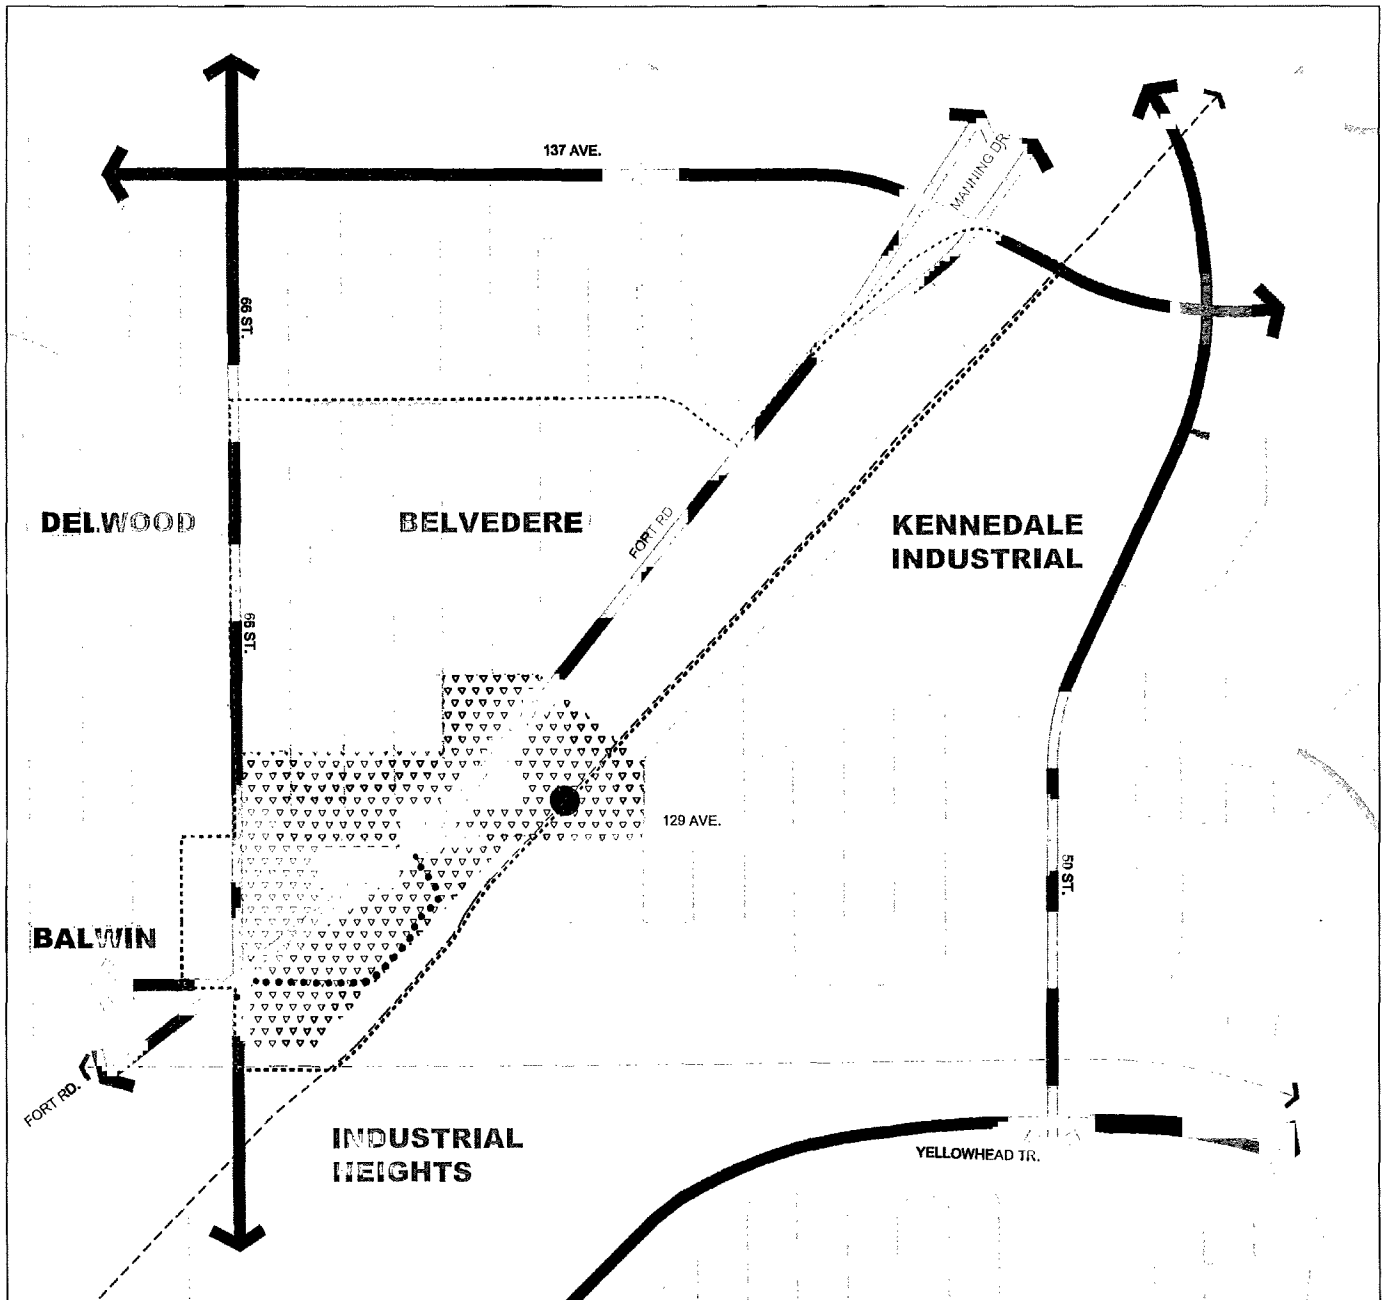 137 AVE.
MANNING DR.
66 ST.
DELWOOD
BELVEDERE
FORT RD
KENNEDALE
INDUSTRIAL
66 ST.
129 AVE.
50 ST.
BALWIN
FORT RD.
INDUSTRIAL
HEIGHTS
YELLOWHEAD TR.